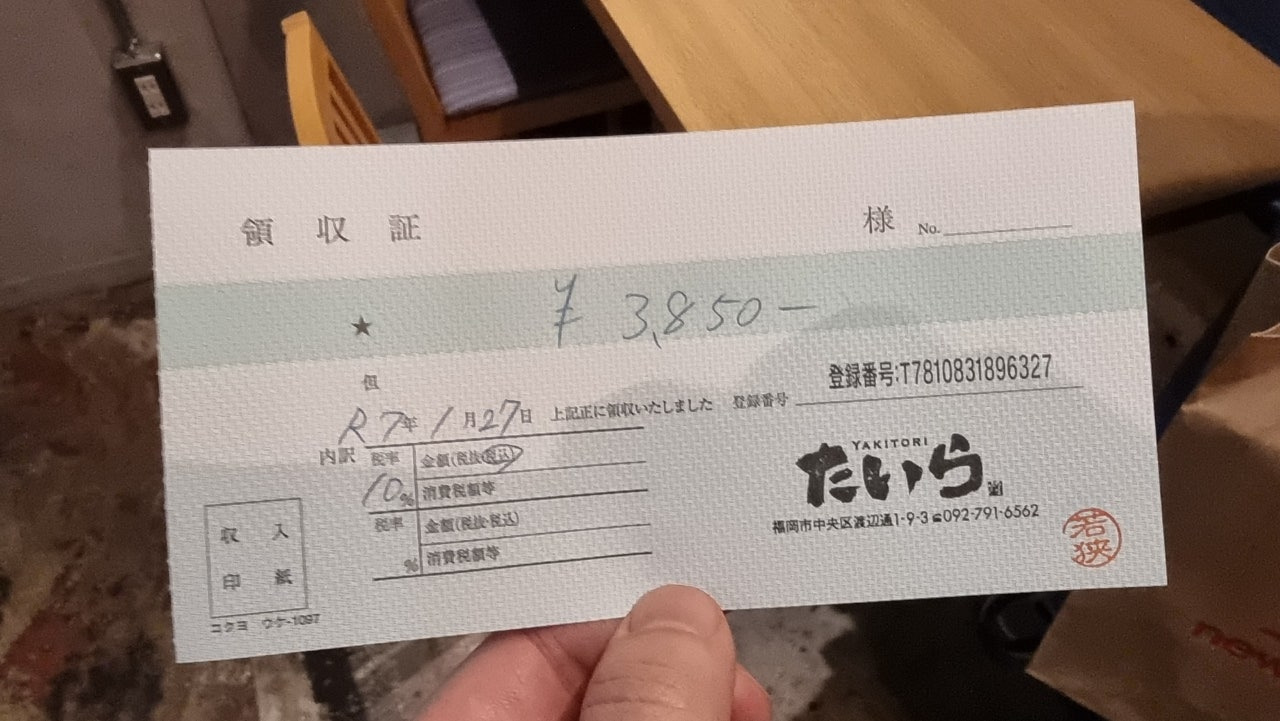 領収証
様 No.
★ ¥3,850-
但
R7年1月27日 上記正に領収いたしました 登録番号
登録番号:T7810831896327
内訳 税率 金額(税抜・税込)
10% 消費税額等
税率 金額(税抜・税込)
% 消費税額等
収入
印紙
コクヨ ウケ-1097
YAKITORI
たいら
福岡市中央区渡辺通1-9-3 ☎092-791-6562
若狭